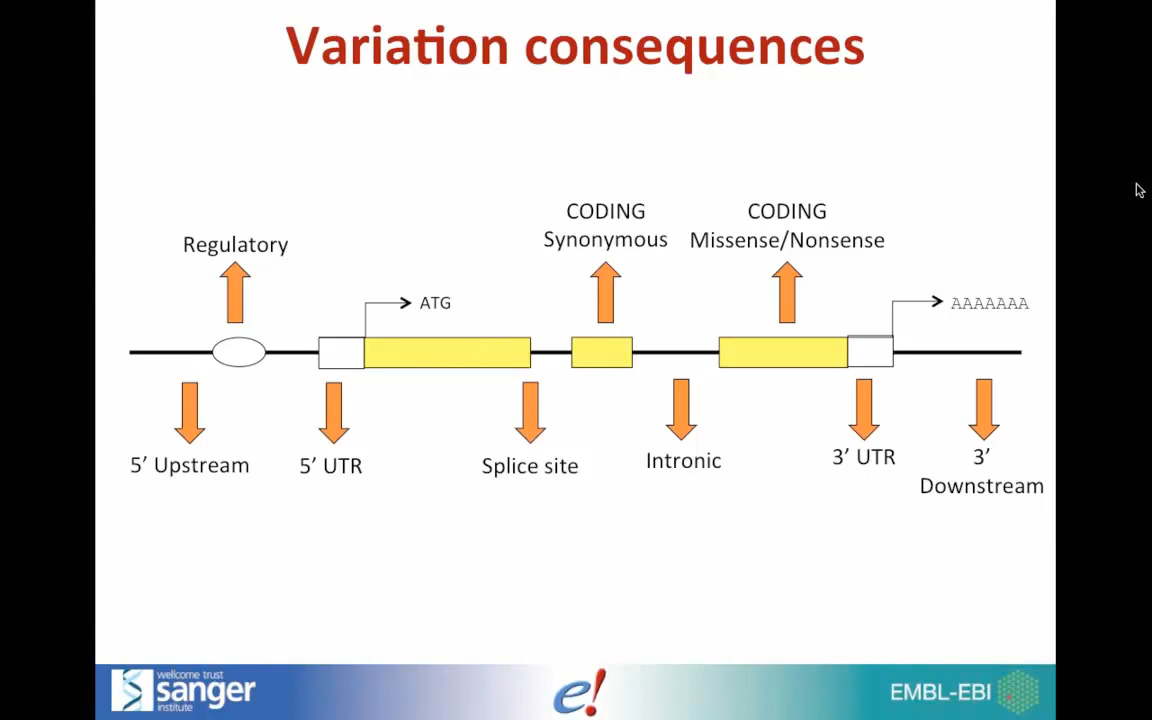 Variation consequences
CODING
Synonymous
CODING
Missense/Nonsense
Regulatory
ATG
AAAAAAA
5’ Upstream
5’ UTR
Splice site
Intronic
3’ UTR
3’
Downstream
wellcome trust
sanger
institute
e!
EMBL-EBI